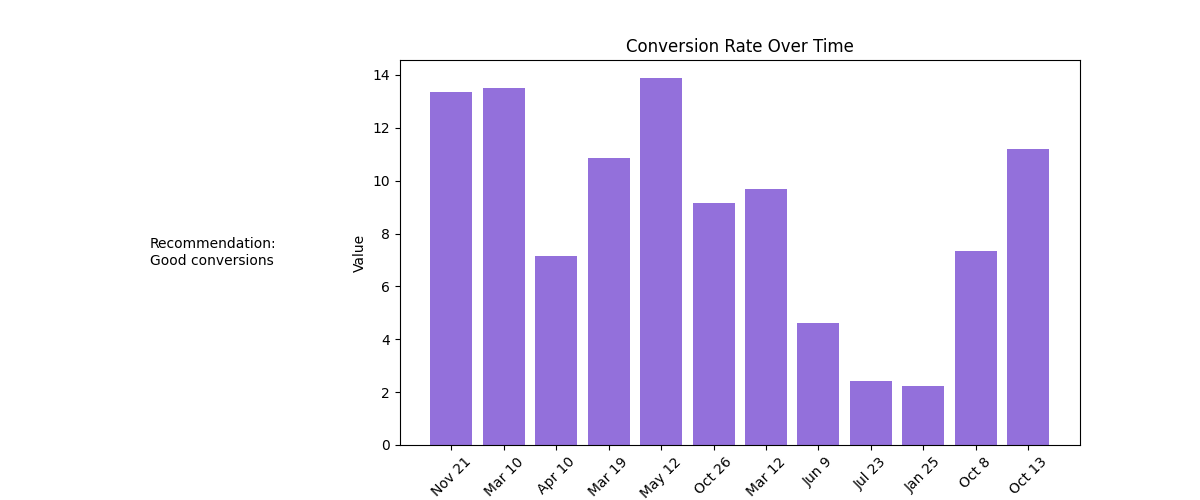 Conversion Rate Over Time
Recommendation:
Good conversions
Value
14
12
10
8
6
4
2
0
Nov 21
Mar 10
Apr 10
Mar 19
May 12
Oct 26
Mar 12
Jun 9
Jul 23
Jan 25
Oct 8
Oct 13